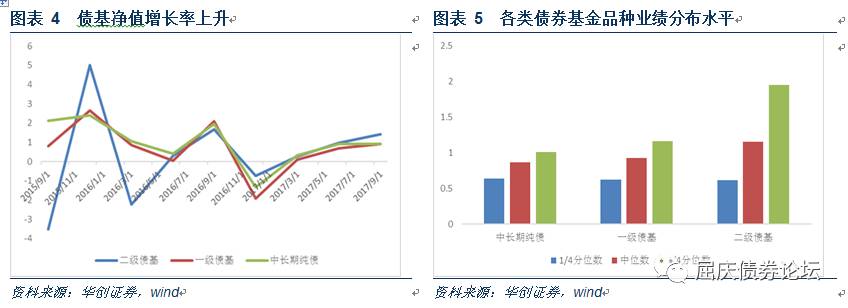 图表 4 债基净值增长率上升
6
5
4
3
2
1
0
-1
-2
-3
-4
2015/9/1
2015/11/1
2016/1/1
2016/3/1
2016/5/1
2016/7/1
2016/9/1
2016/11/1
2017/1/1
2017/3/1
2017/5/1
2017/7/1
2017/9/1
二级债基
一级债基
中长期纯债
资料来源：华创证券，wind
图表 5 各类债券基金品种业绩分布水平
2.5
2
1.5
1
0.5
0
中长期纯债
一级债基
二级债基
1/4分位数
中位数
4分位数
资料来源：华创证券，wind
屈庆债券论坛